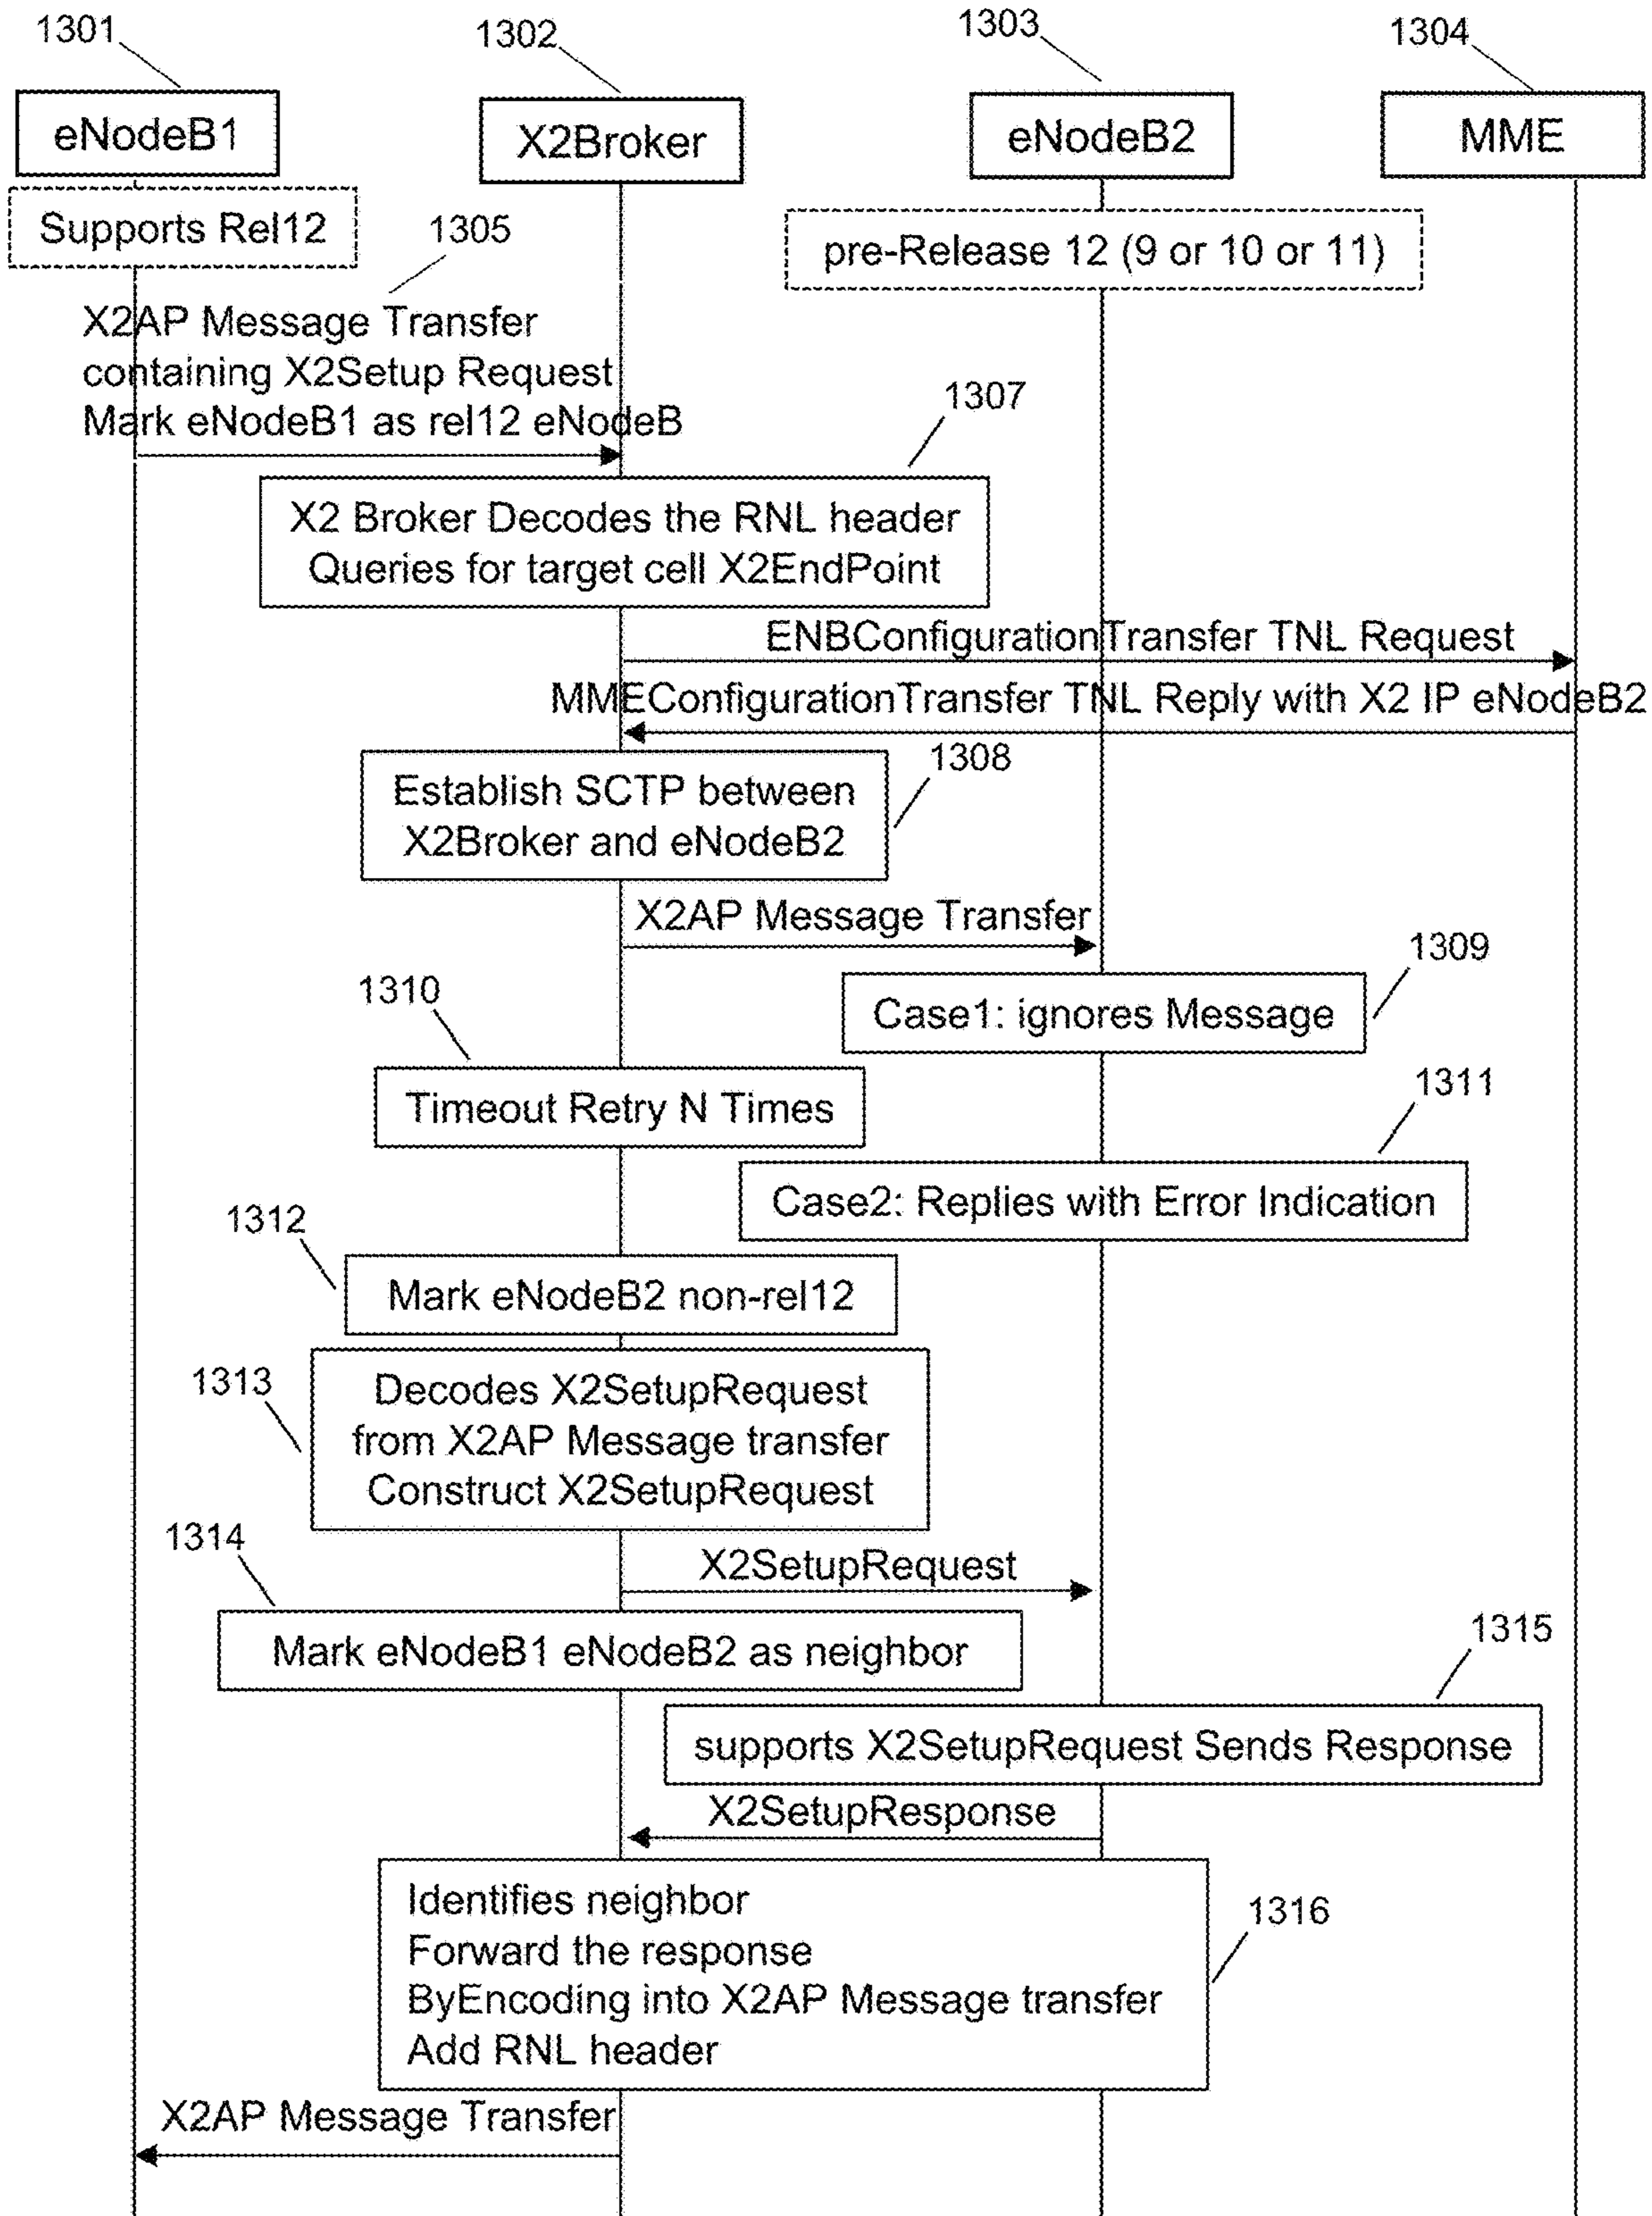 1301
1302
1303
1304
eNodeB1
X2Broker
eNodeB2
MME
Supports Rel12
1305
pre-Release 12 (9 or 10 or 11)
X2AP Message Transfer
containing X2Setup Request
Mark eNodeB1 as rel12 eNodeB
1307
X2 Broker Decodes the RNL header
Queries for target cell X2EndPoint
ENBConfigurationTransfer TNL Request
MMEConfigurationTransfer TNL Reply with X2 IP eNodeB2
1308
Establish SCTP between
X2Broker and eNodeB2
X2AP Message Transfer
1309
1310
Case1: ignores Message
Timeout Retry N Times
1311
Case2: Replies with Error Indication
1312
Mark eNodeB2 non-rel12
1313
Decodes X2SetupRequest
from X2AP Message transfer
Construct X2SetupRequest
1314
X2SetupRequest
Mark eNodeB1 eNodeB2 as neighbor
1315
supports X2SetupRequest Sends Response
X2SetupResponse
Identifies neighbor
Forward the response
ByEncoding into X2AP Message transfer
Add RNL header
1316
X2AP Message Transfer